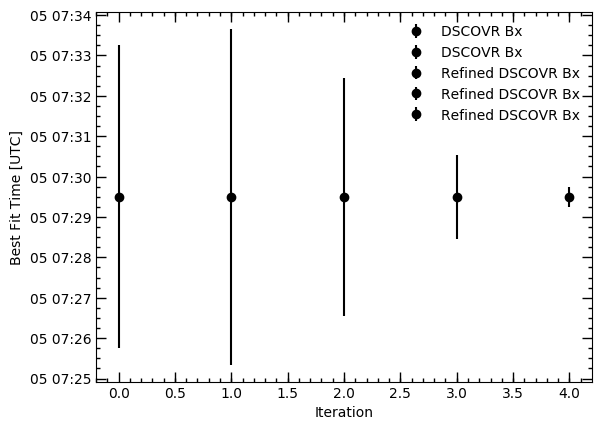 05 07:34
05 07:33
05 07:32
05 07:31
05 07:30
05 07:29
05 07:28
05 07:27
05 07:26
05 07:25
Best Fit Time [UTC]
DSCOVR Bx
DSCOVR Bx
Refined DSCOVR Bx
Refined DSCOVR Bx
Refined DSCOVR Bx
0.0 0.5 1.0 1.5 2.0 2.5 3.0 3.5 4.0
Iteration